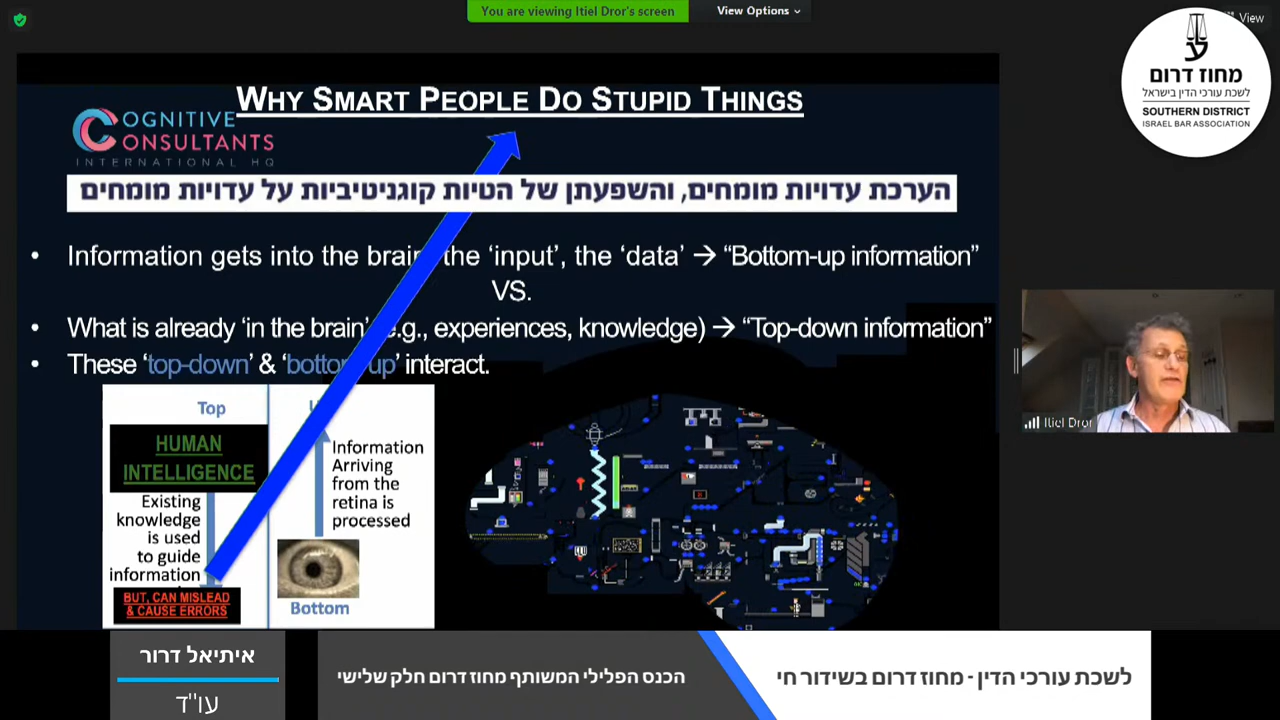 You are viewing Itiel Dror's screen
View Options
View
מחוז דרום
לשכת עורכי הדין בישראל
SOUTHERN DISTRICT
ISRAEL BAR ASSOCIATION
WHY SMART PEOPLE DO STUPID THINGS
COGNITIVE
CONSULTANTS
INTERNATIONAL HQ
הערכת עדויות מומחים, והשפעתן של הטיות קוגניטיביות על עדויות מומחים
• Information gets into the brain, the ‘input’, the ‘data’ → “Bottom-up information”
VS.
• What is already ‘in the brain’ (e.g., experiences, knowledge) → “Top-down information”
• These ‘top-down’ & ‘bottom-up’ interact.
Top
HUMAN
INTELLIGENCE
Existing
knowledge
is used
to guide
information
BUT, CAN MISLEAD
& CAUSE ERRORS
Information
Arriving
from the
retina is
processed
Bottom
Itiel Dror
איתיאל דרור
עו"ד
הכנס הפלילי המשותף מחוז דרום חלק שלישי
לשכת עורכי הדין - מחוז דרום בשידור חי